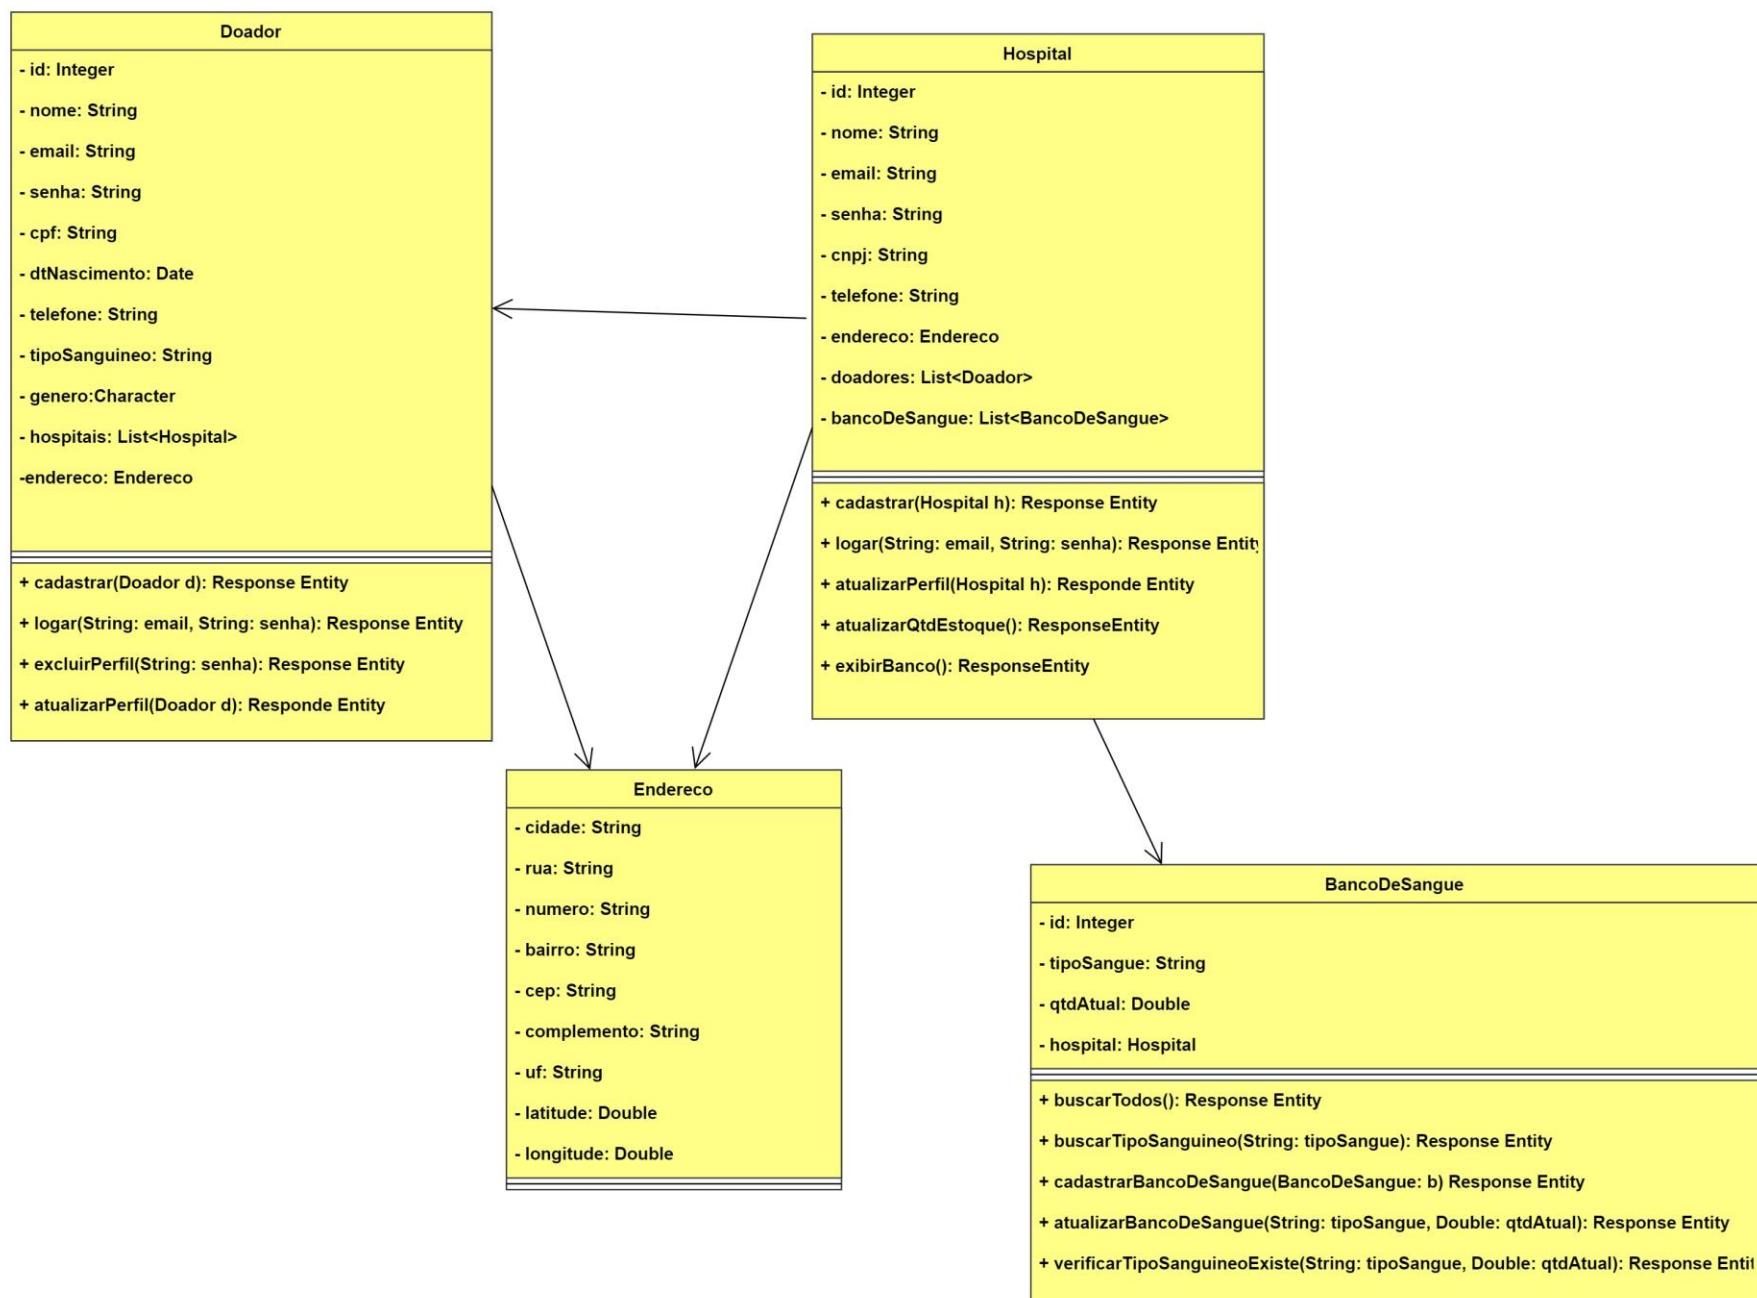 Doador
- id: Integer
- nome: String
- email: String
- senha: String
- cpf: String
- dtNascimento: Date
- telefone: String
- tipoSanguineo: String
- genero:Character
- hospitais: List<Hospital>
-endereco: Endereco
+ cadastrar(Doador d): Response Entity
+ logar(String: email, String: senha): Response Entity
+ excluirPerfil(String: senha): Response Entity
+ atualizarPerfil(Doador d): Responde Entity
Hospital
- id: Integer
- nome: String
- email: String
- senha: String
- cnpj: String
- telefone: String
- endereco: Endereco
- doadores: List<Doador>
- bancoDeSangue: List<BancoDeSangue>
+ cadastrar(Hospital h): Response Entity
+ logar(String: email, String: senha): Response Entity
+ atualizarPerfil(Hospital h): Responde Entity
+ atualizarQtdEstoque(): ResponseEntity
+ exibirBanco(): ResponseEntity
Endereco
- cidade: String
- rua: String
- numero: String
- bairro: String
- cep: String
- complemento: String
- uf: String
- latitude: Double
- longitude: Double
BancoDeSangue
- id: Integer
- tipoSangue: String
- qtdAtual: Double
- hospital: Hospital
+ buscarTodos(): Response Entity
+ buscarTipoSanguineo(String: tipoSangue): Response Entity
+ cadastrarBancoDeSangue(BancoDeSangue: b) Response Entity
+ atualizarBancoDeSangue(String: tipoSangue, Double: qtdAtual): Response Entity
+ verificarTipoSanguineoExiste(String: tipoSangue, Double: qtdAtual): Response Entit